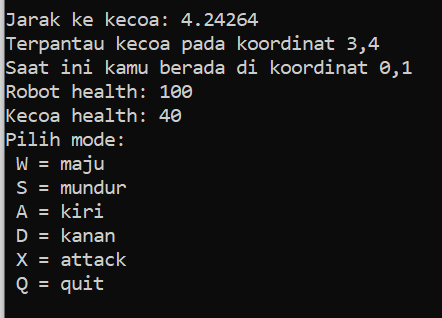 Jarak ke kecoa: 4.24264
Terpantau kecoa pada koordinat 3,4
Saat ini kamu berada di koordinat 0,1
Robot health: 100
Kecoa health: 40
Pilih mode:
W = maju
S = mundur
A = kiri
D = kanan
X = attack
Q = quit